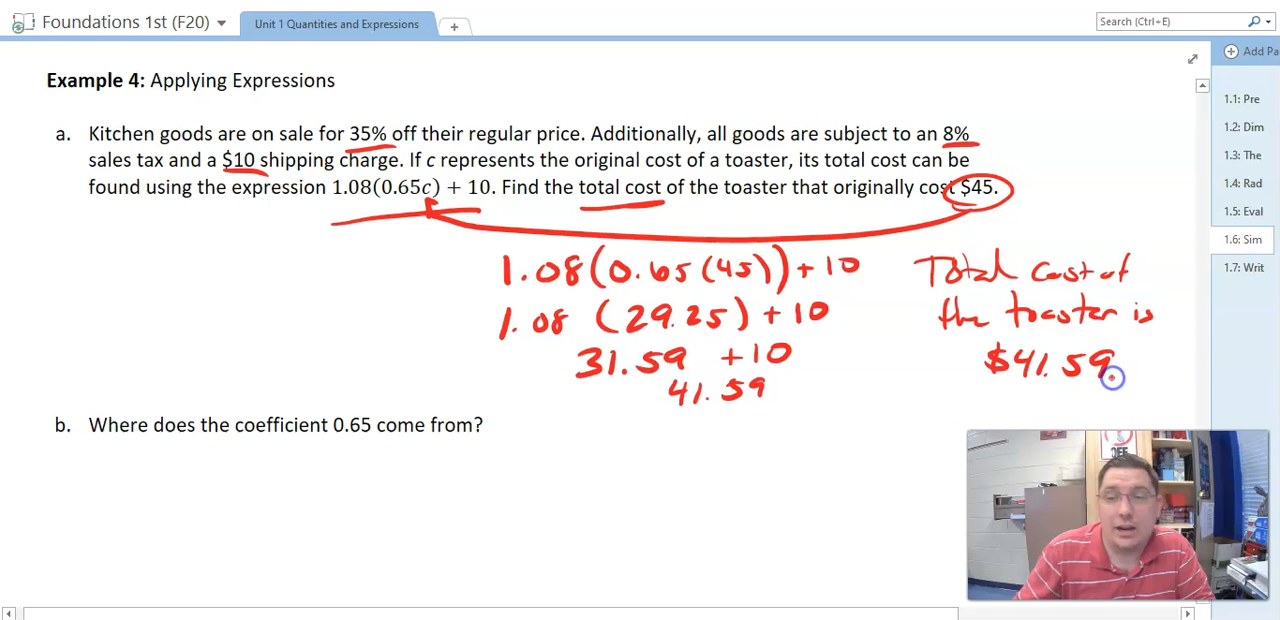 Foundations 1st (F20)
Unit 1 Quantities and Expressions
Search (Ctrl+E)
Add Pa
Example 4: Applying Expressions
a. Kitchen goods are on sale for 35% off their regular price. Additionally, all goods are subject to an 8%
sales tax and a $10 shipping charge. If c represents the original cost of a toaster, its total cost can be
found using the expression 1.08(0.65c) + 10. Find the total cost of the toaster that originally cost $45.
1.08(0.65(45))+10
1.08 (29.25)+10
31.59 +10
41.59
Total cost of
the toaster is
$41.59
b. Where does the coefficient 0.65 come from?
1.1: Pre
1.2: Dim
1.3: The
1.4: Rad
1.5: Eval
1.6: Sim
1.7: Writ